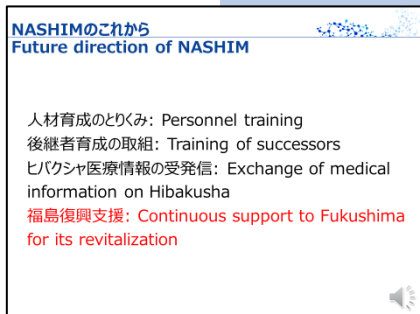 NASHIMのこれから
Future direction of NASHIM
人材育成のとりくみ: Personnel training
後継者育成の取組: Training of successors
ヒバクシャ医療情報の受発信: Exchange of medical
information on Hibakusha
福島復興支援: Continuous support to Fukushima
for its revitalization